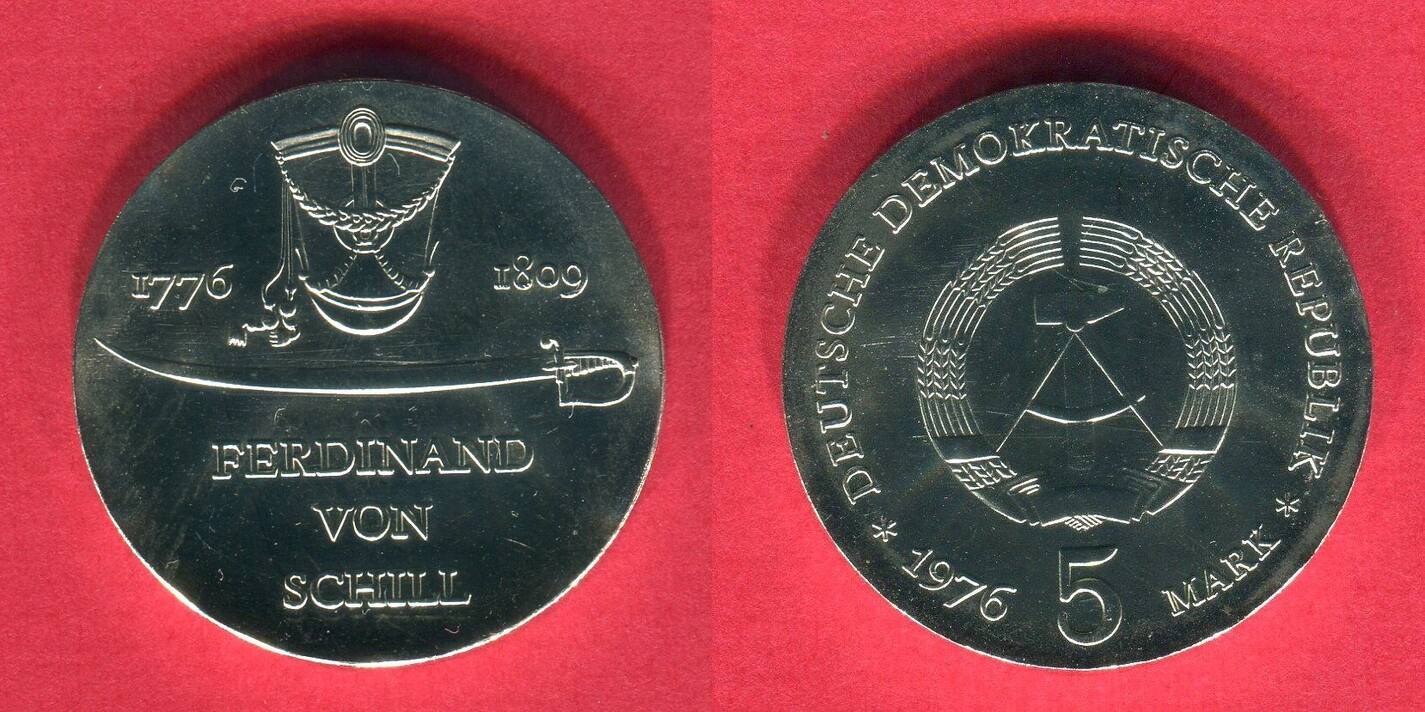 1776 1809
FERDINAND
VON
SCHILL
DEUTSCHE DEMOKRATISCHE REPUBLIK
* 1976 5 MARK *